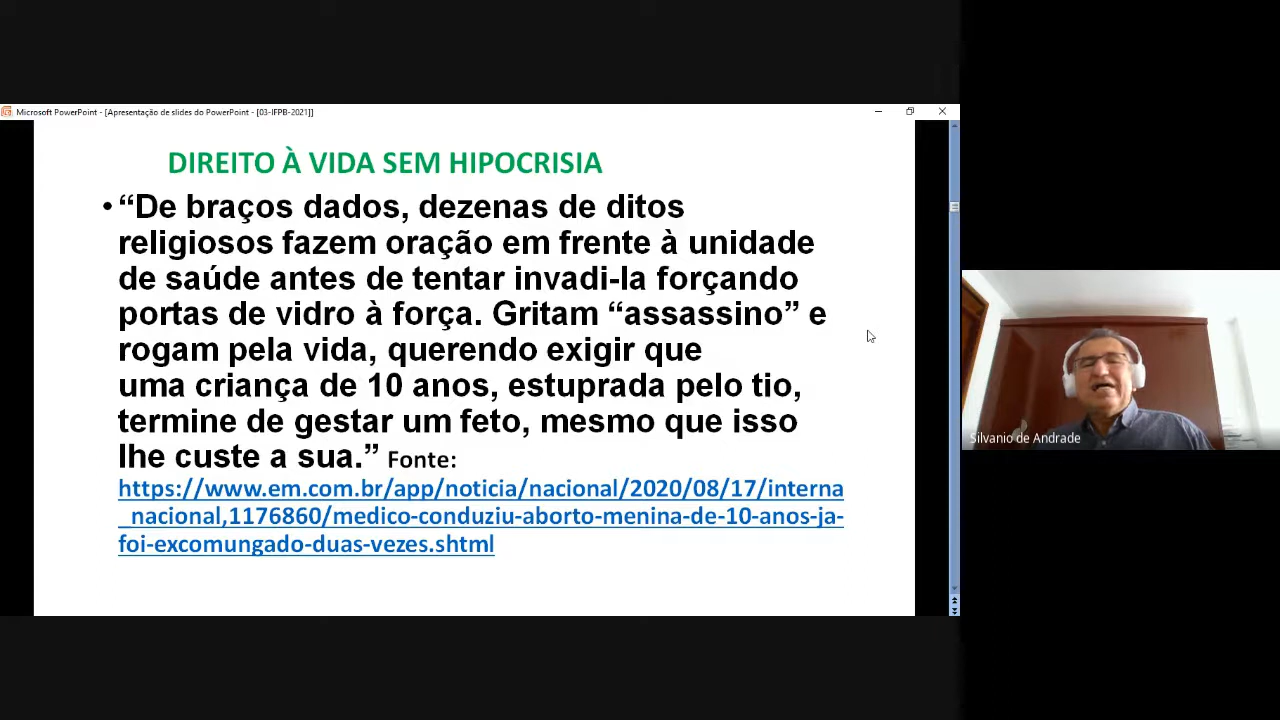 Microsoft PowerPoint - [Apresentação de slides do PowerPoint - [03-IFPB-2021]]
DIREITO À VIDA SEM HIPOCRISIA
• “De braços dados, dezenas de ditos
religiosos fazem oração em frente à unidade
de saúde antes de tentar invadi-la forçando
portas de vidro à força. Gritam “assassino” e
rogam pela vida, querendo exigir que
uma criança de 10 anos, estuprada pelo tio,
termine de gestar um feto, mesmo que isso
lhe custe a sua.” Fonte:
https://www.em.com.br/app/noticia/nacional/2020/08/17/interna
_nacional,1176860/medico-conduziu-aborto-menina-de-10-anos-ja-
foi-excomungado-duas-vezes.shtml
Silvanio de Andrade